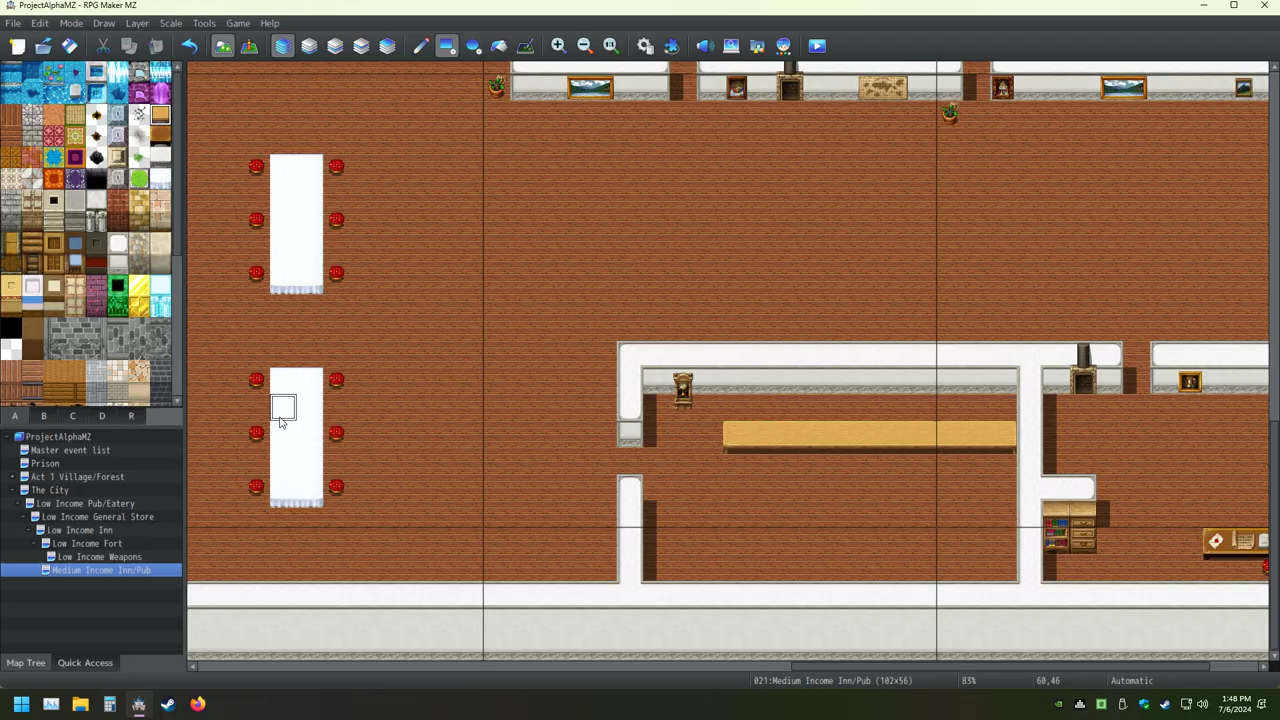 ProjectAlphaMZ - RPG Maker MZ
File Edit Mode Draw Layer Scale Tools Game Help
A B C D R
ProjectAlphaMZ
Master event list
Prison
Act 1 Village/Forest
The City
Low Income Pub/Eatery
Low Income General Store
Low Income Inn
Low Income Fort
Low Income Weapons
Medium Income Inn/Pub
Map Tree Quick Access
021:Medium Income Inn/Pub (102x56) 83% 60,46 Automatic
1:48 PM
7/6/2024